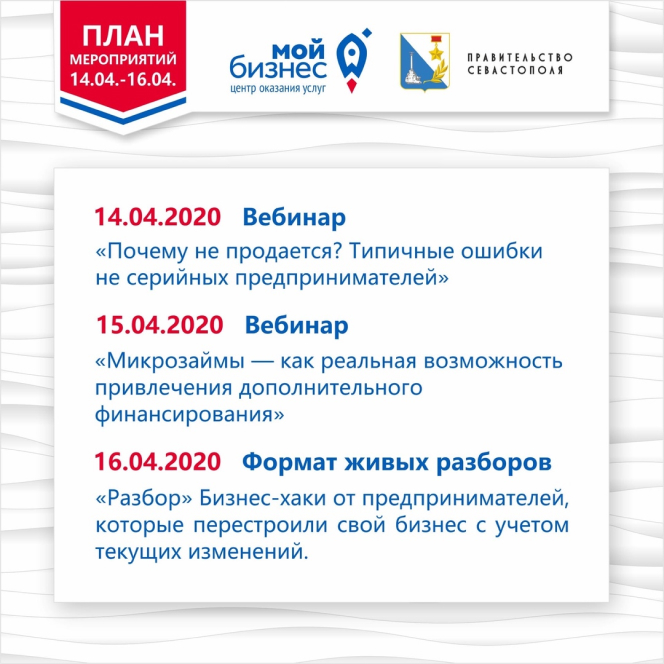 ПЛАН
МЕРОПРИЯТИЙ
14.04.-16.04.
мой
бизнес
центр оказания услуг
ПРАВИТЕЛЬСТВО
СЕВАСТОПОЛЯ
14.04.2020 Вебинар
«Почему не продается? Типичные ошибки
не серийных предпринимателей»
15.04.2020 Вебинар
«Микрозаймы — как реальная возможность
привлечения дополнительного
финансирования»
16.04.2020 Формат живых разборов
«Разбор» Бизнес-хаки от предпринимателей,
которые перестроили свой бизнес с учетом
текущих изменений.